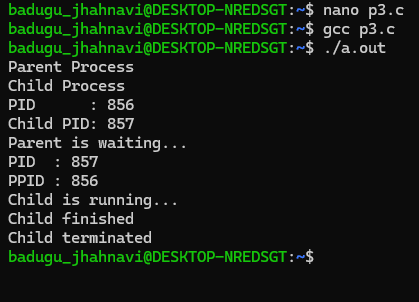 badugu_jhahnavi@DESKTOP-NREDSGT:~$ nano p3.c
badugu_jhahnavi@DESKTOP-NREDSGT:~$ gcc p3.c
badugu_jhahnavi@DESKTOP-NREDSGT:~$ ./a.out
Parent Process
Child Process
PID      : 856
Child PID: 857
Parent is waiting...
PID  : 857
PPID : 856
Child is running...
Child finished
Child terminated
badugu_jhahnavi@DESKTOP-NREDSGT:~$